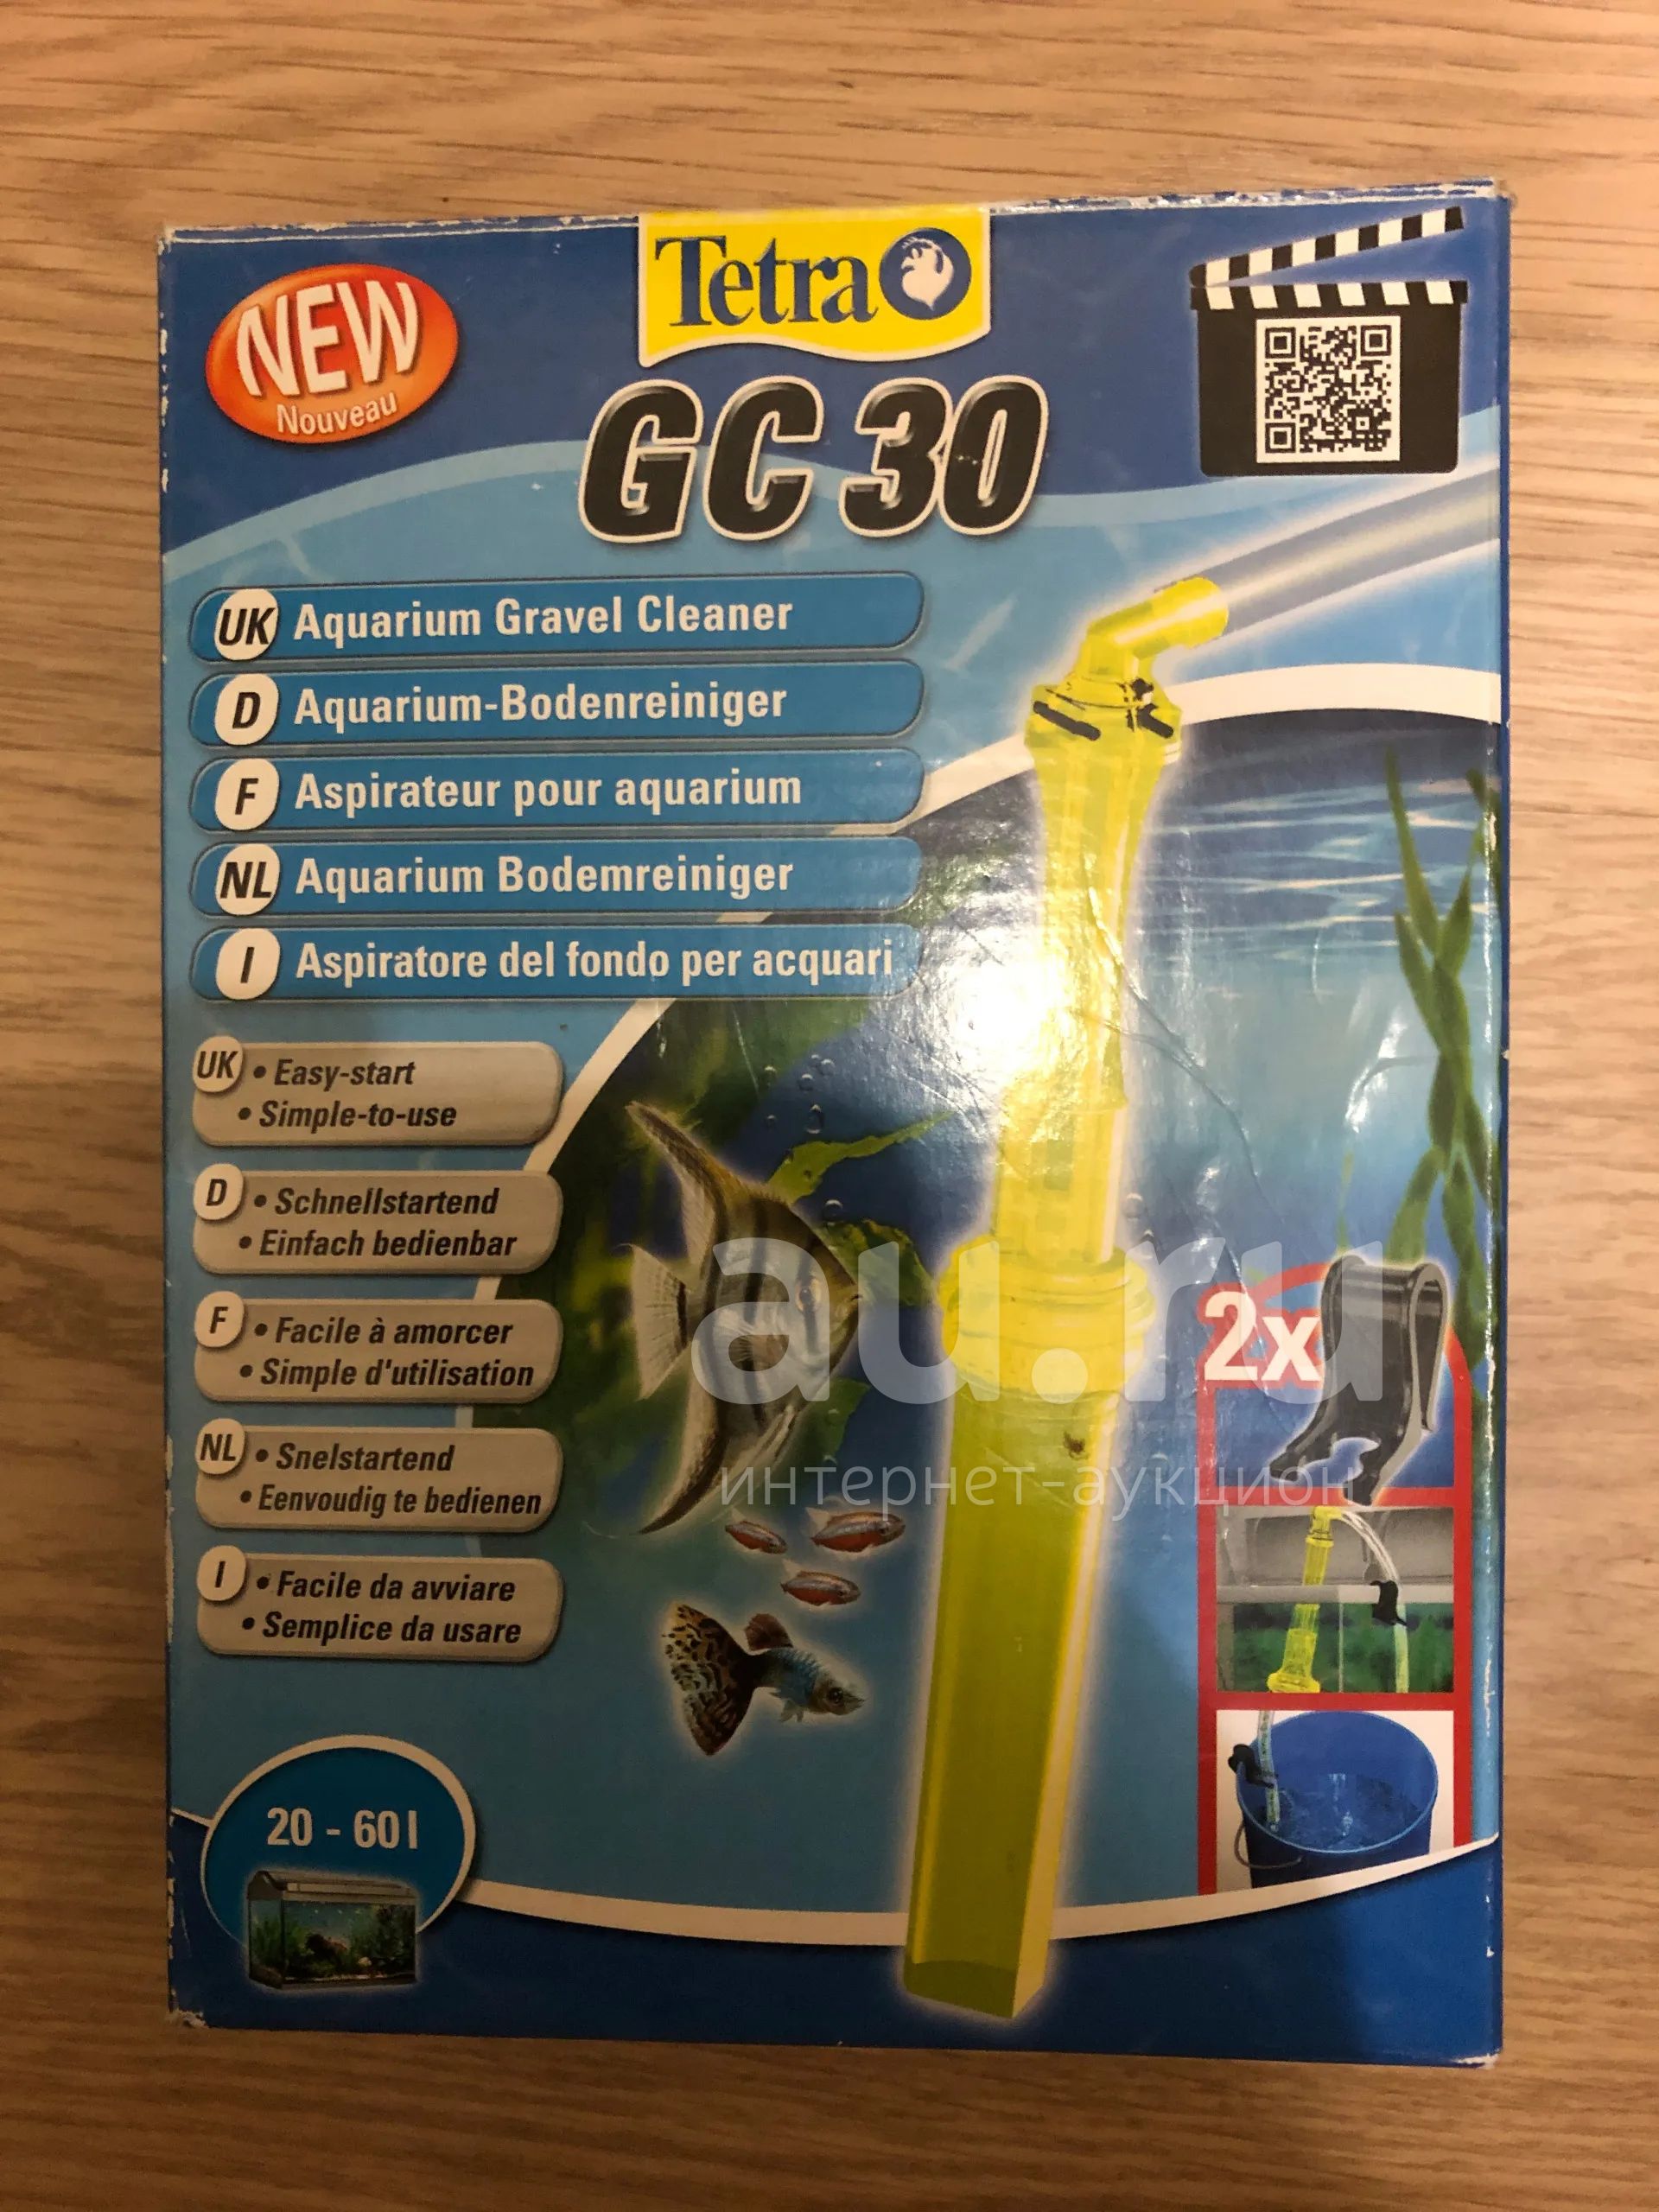 Tetra
NEW
Nouveau
GC 30
UK Aquarium Gravel Cleaner
D Aquarium-Bodenreiniger
F Aspirateur pour aquarium
NL Aquarium Bodemreiniger
I Aspiratore del fondo per acquari
UK • Easy-start
• Simple-to-use
D • Schnellstartend
• Einfach bedienbar
F • Facile à amorcer
• Simple d'utilisation
NL • Snelstartend
• Eenvoudig te bedienen
I • Facile da avviare
• Semplice da usare
2x
au.ru
интернет-аукцион
20 - 60 l